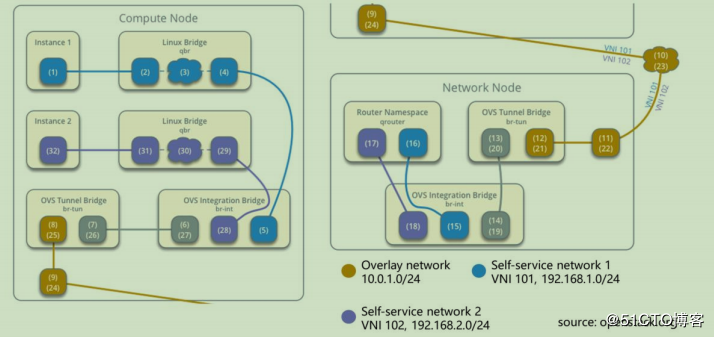 Compute Node
Instance 1
(1)
Linux Bridge
qbr
(2)
(3)
(4)
Instance 2
(32)
Linux Bridge
qbr
(31)
(30)
(29)
OVS Tunnel Bridge
br-tun
(8)
(25)
(7)
(26)
OVS Integration Bridge
br-int
(6)
(27)
(28)
(5)
(9)
(24)
(9)
(24)
VNI 101
VNI 102
(10)
(23)
VNI 101
VNI 102
Network Node
Router Namespace
qrouter
(17)
(16)
OVS Tunnel Bridge
br-tun
(13)
(20)
(12)
(21)
(11)
(22)
OVS Integration Bridge
br-int
(18)
(15)
(14)
(19)
Overlay network
10.0.1.0/24
Self-service network 1
VNI 101, 192.168.1.0/24
Self-service network 2
VNI 102, 192.168.2.0/24
source: openstack.org
@51CTO博客